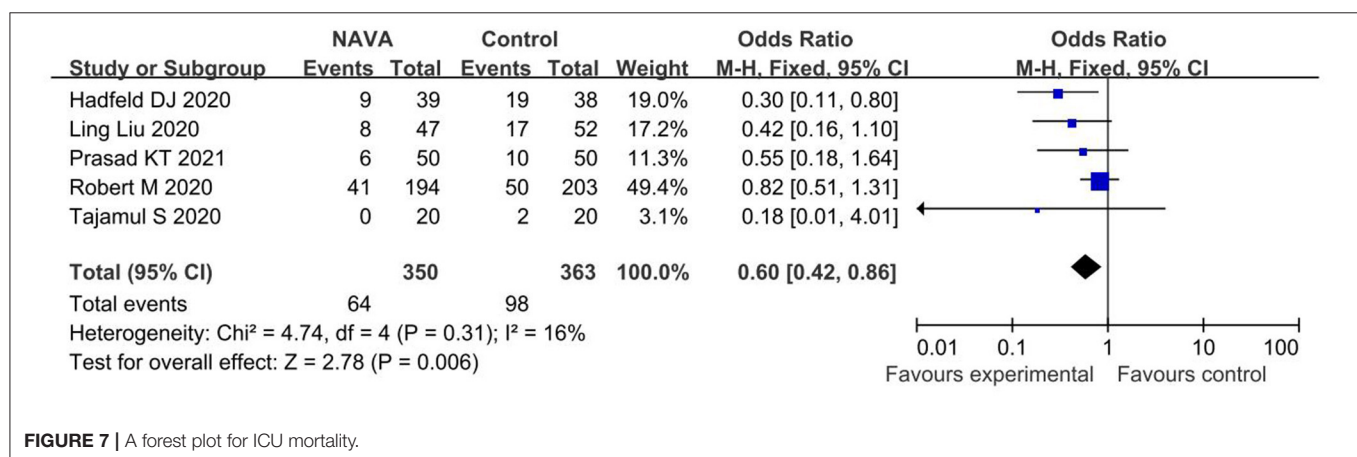 NAVA Control Odds Ratio Odds Ratio
Study or Subgroup Events Total Events Total Weight M-H, Fixed, 95% CI M-H, Fixed, 95% CI
Hadfeld DJ 2020 9 39 19 38 19.0% 0.30 [0.11, 0.80]
Ling Liu 2020 8 47 17 52 17.2% 0.42 [0.16, 1.10]
Prasad KT 2021 6 50 10 50 11.3% 0.55 [0.18, 1.64]
Robert M 2020 41 194 50 203 49.4% 0.82 [0.51, 1.31]
Tajamul S 2020 0 20 2 20 3.1% 0.18 [0.01, 4.01]
Total (95% CI) 350 363 100.0% 0.60 [0.42, 0.86]
Total events 64 98
Heterogeneity: Chi² = 4.74, df = 4 (P = 0.31); I² = 16%
Test for overall effect: Z = 2.78 (P = 0.006)
0.01 0.1 1 10 100
Favours experimental Favours control
FIGURE 7 | A forest plot for ICU mortality.